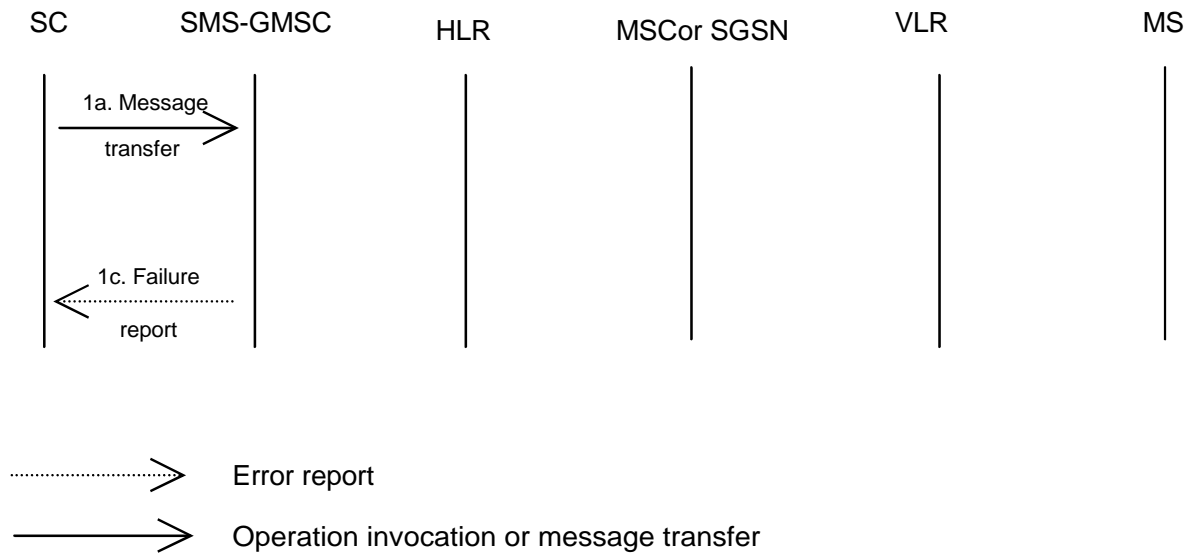 SC SMS-GMSC HLR MSCor SGSN VLR MS
1a. Message
transfer
1c. Failure
report
Error report
Operation invocation or message transfer